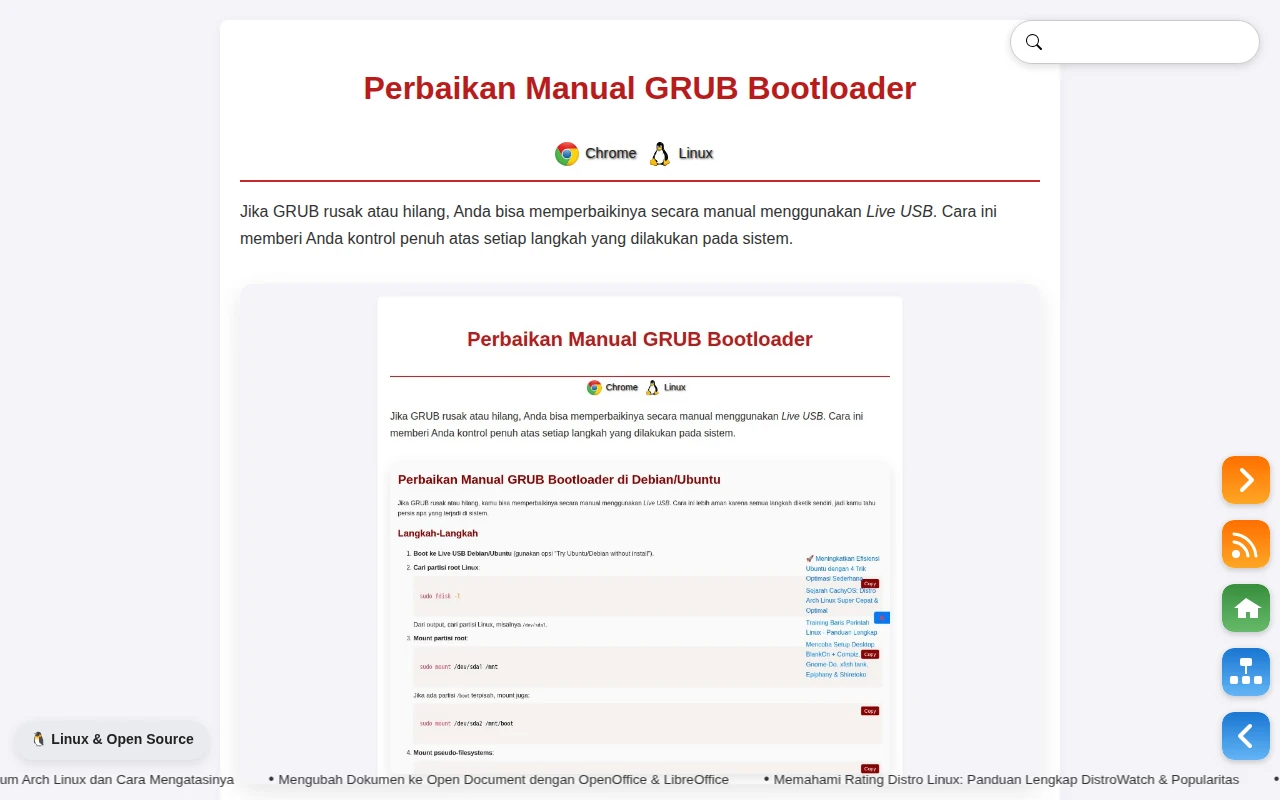 Perbaikan Manual GRUB Bootloader
Chrome Linux
Jika GRUB rusak atau hilang, Anda bisa memperbaikinya secara manual menggunakan Live USB. Cara ini
memberi Anda kontrol penuh atas setiap langkah yang dilakukan pada sistem.
Perbaikan Manual GRUB Bootloader
Chrome Linux
Jika GRUB rusak atau hilang, Anda bisa memperbaikinya secara manual menggunakan Live USB. Cara ini
memberi Anda kontrol penuh atas setiap langkah yang dilakukan pada sistem.
Perbaikan Manual GRUB Bootloader di Debian/Ubuntu
Jika GRUB rusak atau hilang, kamu bisa memperbaikinya secara manual menggunakan Live USB. Cara ini lebih aman karena semua langkah diketik sendiri, jadi kamu tahu
persis apa yang terjadi di sistem.
Langkah-Langkah
1. Boot ke Live USB Debian/Ubuntu (gunakan opsi "Try Ubuntu/Debian without install").
2. Cari partisi root Linux:
Copy
sudo fdisk -l
Dari output, cari partisi Linux, misalnya /dev/sda1.
3. Mount partisi root:
Copy
sudo mount /dev/sda1 /mnt
Jika ada partisi /boot terpisah, mount juga:
Copy
sudo mount /dev/sda2 /mnt/boot
4. Mount pseudo-filesystems:
Copy
🚀 Meningkatkan Efisiensi
Ubuntu dengan 4 Trik
Optimasi Sederhana
Sejarah CachyOS: Distro
Arch Linux Super Cepat &
Optimal
Training Baris Perintah
Linux - Panduan Lengkap
Mencoba Setup Desktop
BlankOn + Compiz,
Gnome-Do, xfish tank,
Epiphany & Shiretoko
🐧 Linux & Open Source
um Arch Linux dan Cara Mengatasinya • Mengubah Dokumen ke Open Document dengan OpenOffice & LibreOffice • Memahami Rating Distro Linux: Panduan Lengkap DistroWatch & Popularitas •